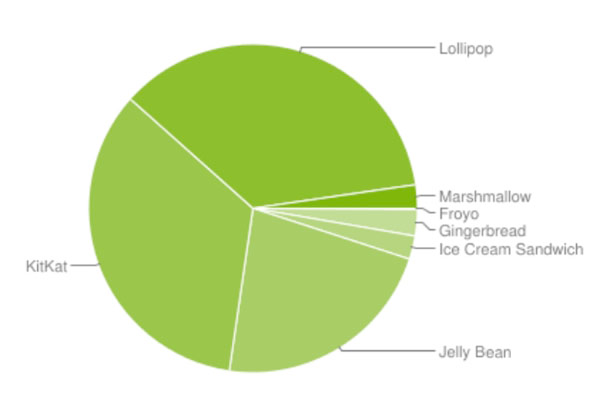 Lollipop
Marshmallow
Froyo
Gingerbread
Ice Cream Sandwich
KitKat
Jelly Bean